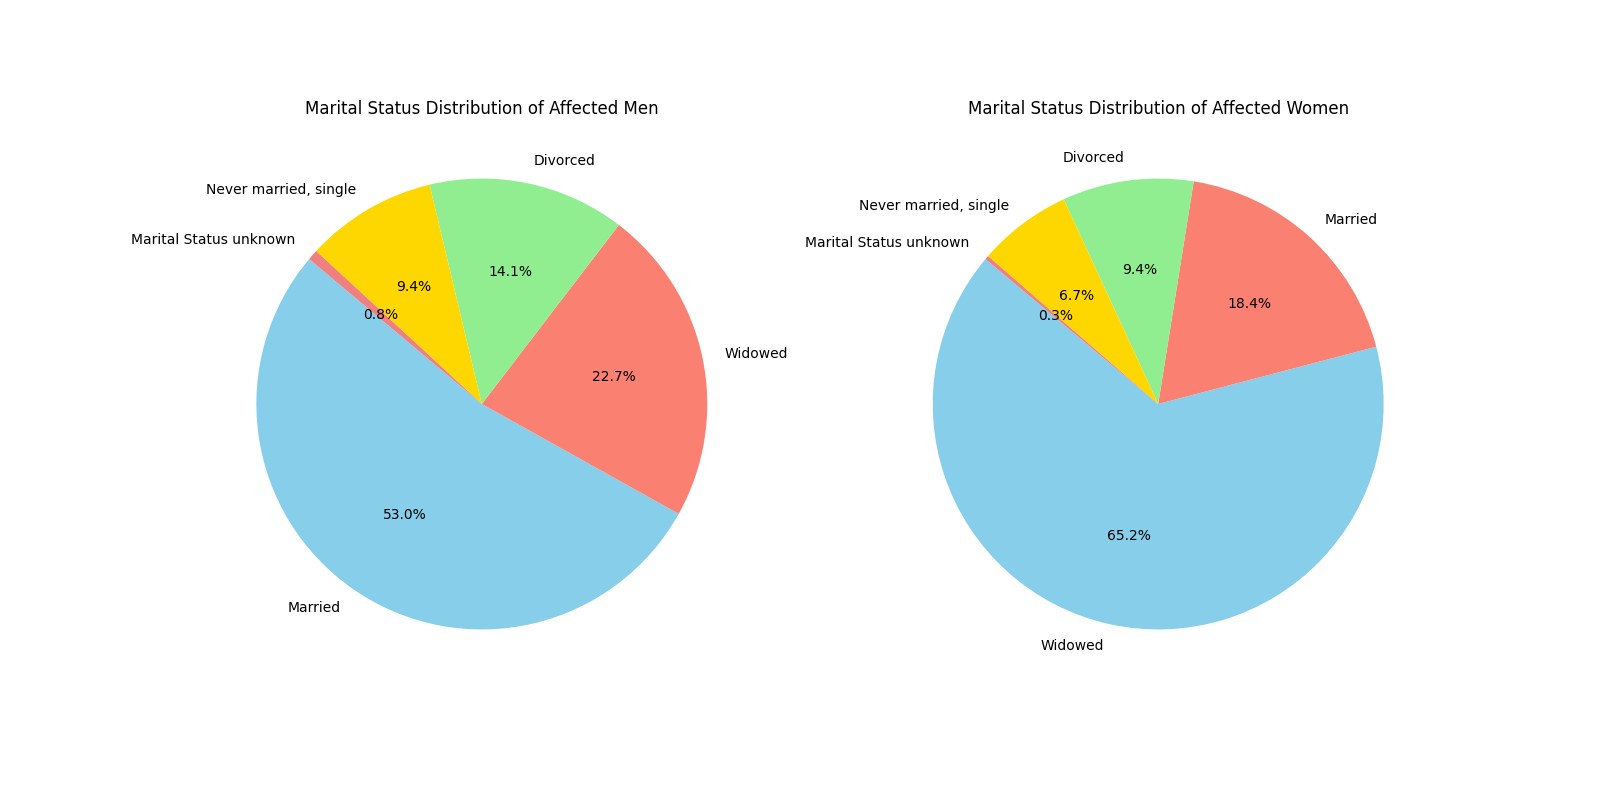 Marital Status Distribution of Affected Men
Divorced
Never married, single
Marital Status unknown
14.1%
9.4%
0.8%
Widowed
22.7%
53.0%
Married
Marital Status Distribution of Affected Women
Divorced
Never married, single
Married
Marital Status unknown
9.4%
6.7%
18.4%
0.3%
65.2%
Widowed